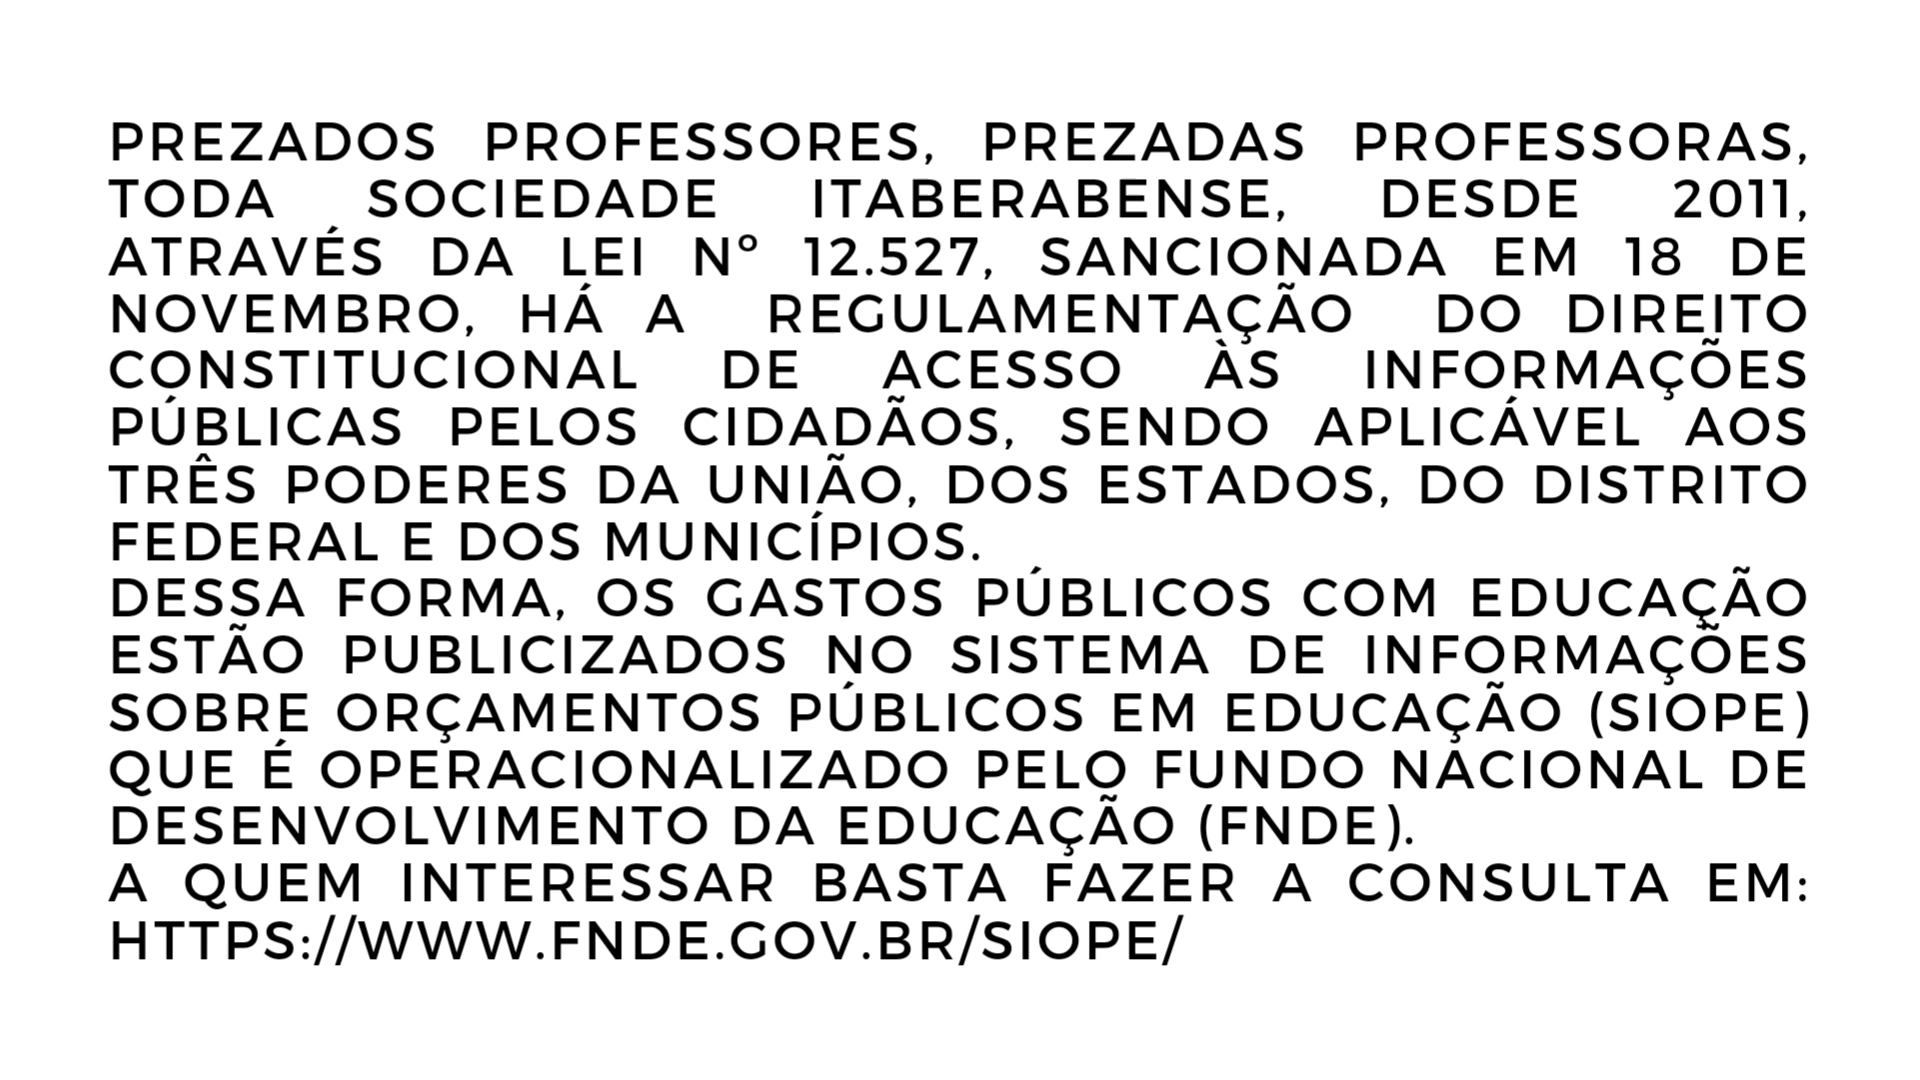 PREZADOS PROFESSORES, PREZADAS PROFESSORAS,
TODA SOCIEDADE ITABERABENSE, DESDE 2011,
ATRAVÉS DA LEI Nº 12.527, SANCIONADA EM 18 DE
NOVEMBRO, HÁ A REGULAMENTAÇÃO DO DIREITO
CONSTITUCIONAL DE ACESSO ÀS INFORMAÇÕES
PÚBLICAS PELOS CIDADÃOS, SENDO APLICÁVEL AOS
TRÊS PODERES DA UNIÃO, DOS ESTADOS, DO DISTRITO
FEDERAL E DOS MUNICÍPIOS.
DESSA FORMA, OS GASTOS PÚBLICOS COM EDUCAÇÃO
ESTÃO PUBLICIZADOS NO SISTEMA DE INFORMAÇÕES
SOBRE ORÇAMENTOS PÚBLICOS EM EDUCAÇÃO (SIOPE)
QUE É OPERACIONALIZADO PELO FUNDO NACIONAL DE
DESENVOLVIMENTO DA EDUCAÇÃO (FNDE).
A QUEM INTERESSAR BASTA FAZER A CONSULTA EM:
HTTPS://WWW.FNDE.GOV.BR/SIOPE/